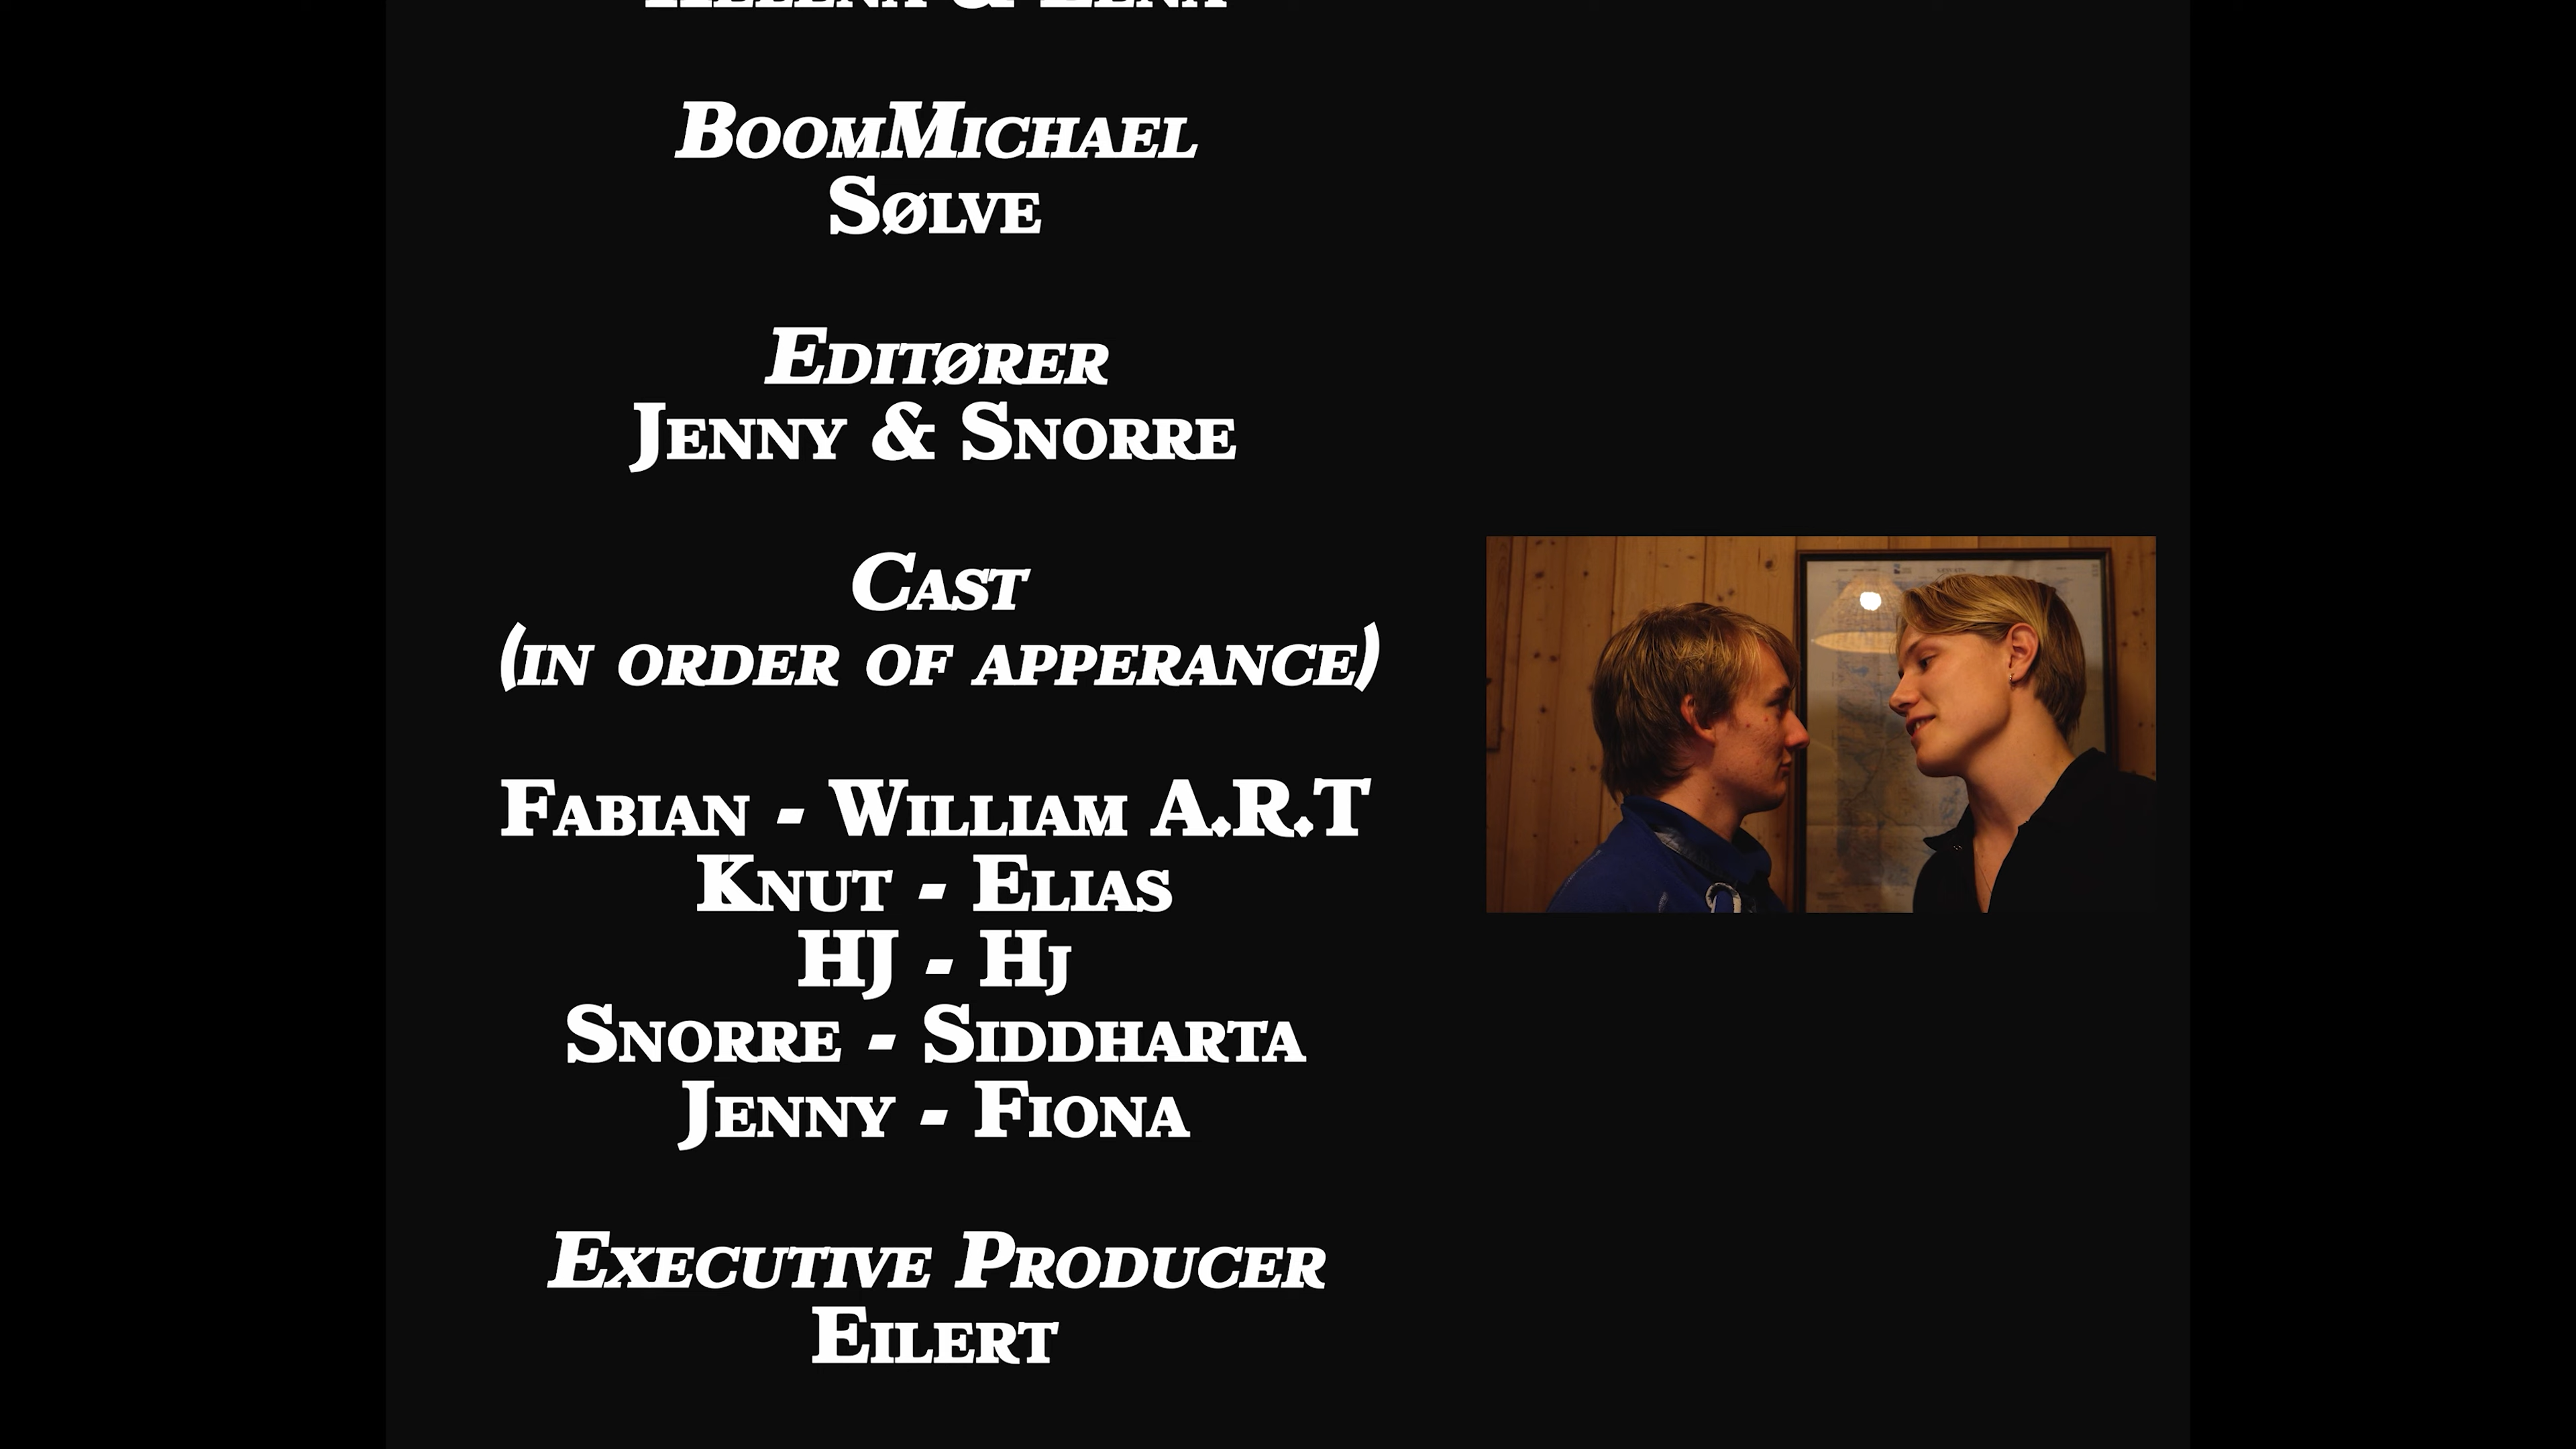 BoomMichael
Sølve
Editører
Jenny & Snorre
Cast
(in order of apperance)
Fabian - William A.R.T
Knut - Elias
HJ - Hj
Snorre - Siddharta
Jenny - Fiona
Executive Producer
Eilert